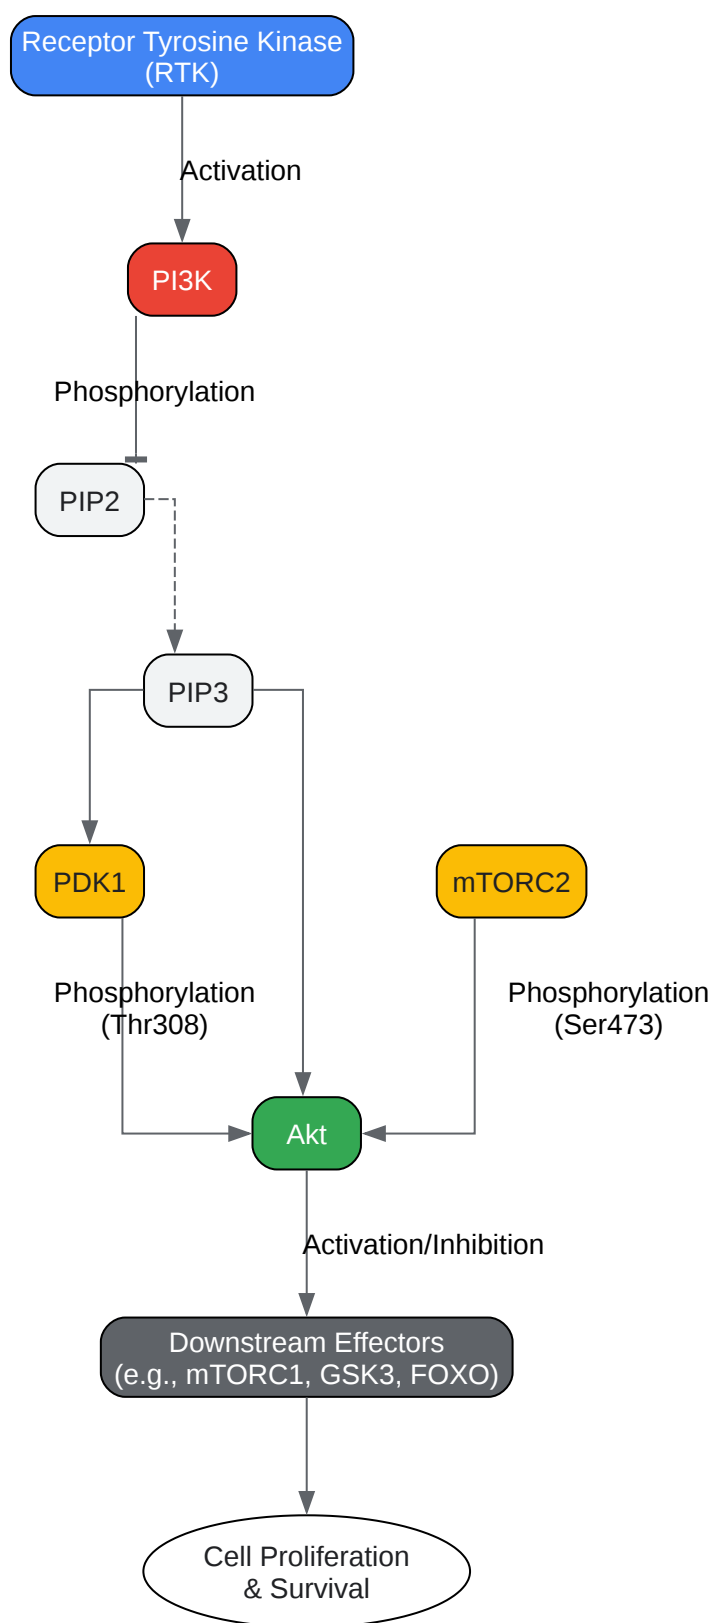 Receptor Tyrosine Kinase
(RTK)
Activation
PI3K
Phosphorylation
PIP2
PIP3
PDK1
mTORC2
Phosphorylation
(Thr308)
Phosphorylation
(Ser473)
Akt
Activation/Inhibition
Downstream Effectors
(e.g., mTORC1, GSK3, FOXO)
Cell Proliferation
& Survival